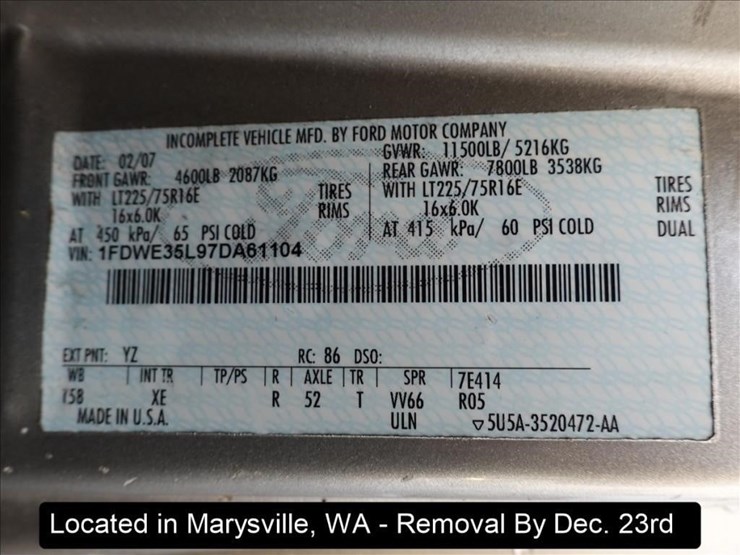 INCOMPLETE VEHICLE MFD. BY FORD MOTOR COMPANY
DATE: 02/07 GVWR: 11500LB/ 5216KG
FRONT GAWR: 4600LB 2087KG REAR GAWR: 7800LB 3538KG
WITH LT225/75R16E TIRES WITH LT225/75R16E TIRES
16x6.0K RIMS 16x6.0K RIMS
AT 450 kPa/ 65 PSI COLD AT 415 kPa/ 60 PSI COLD DUAL
VIN: 1FDWE35L97DA61104
Ford
EXT PNT: YZ RC: 86 DSO:
WB INT TR TP/PS R AXLE TR SPR 7E414
158 XE R 52 T VV66 R05
MADE IN U.S.A. ULN ▽5U5A-3520472-AA
Located in Marysville, WA - Removal By Dec. 23rd